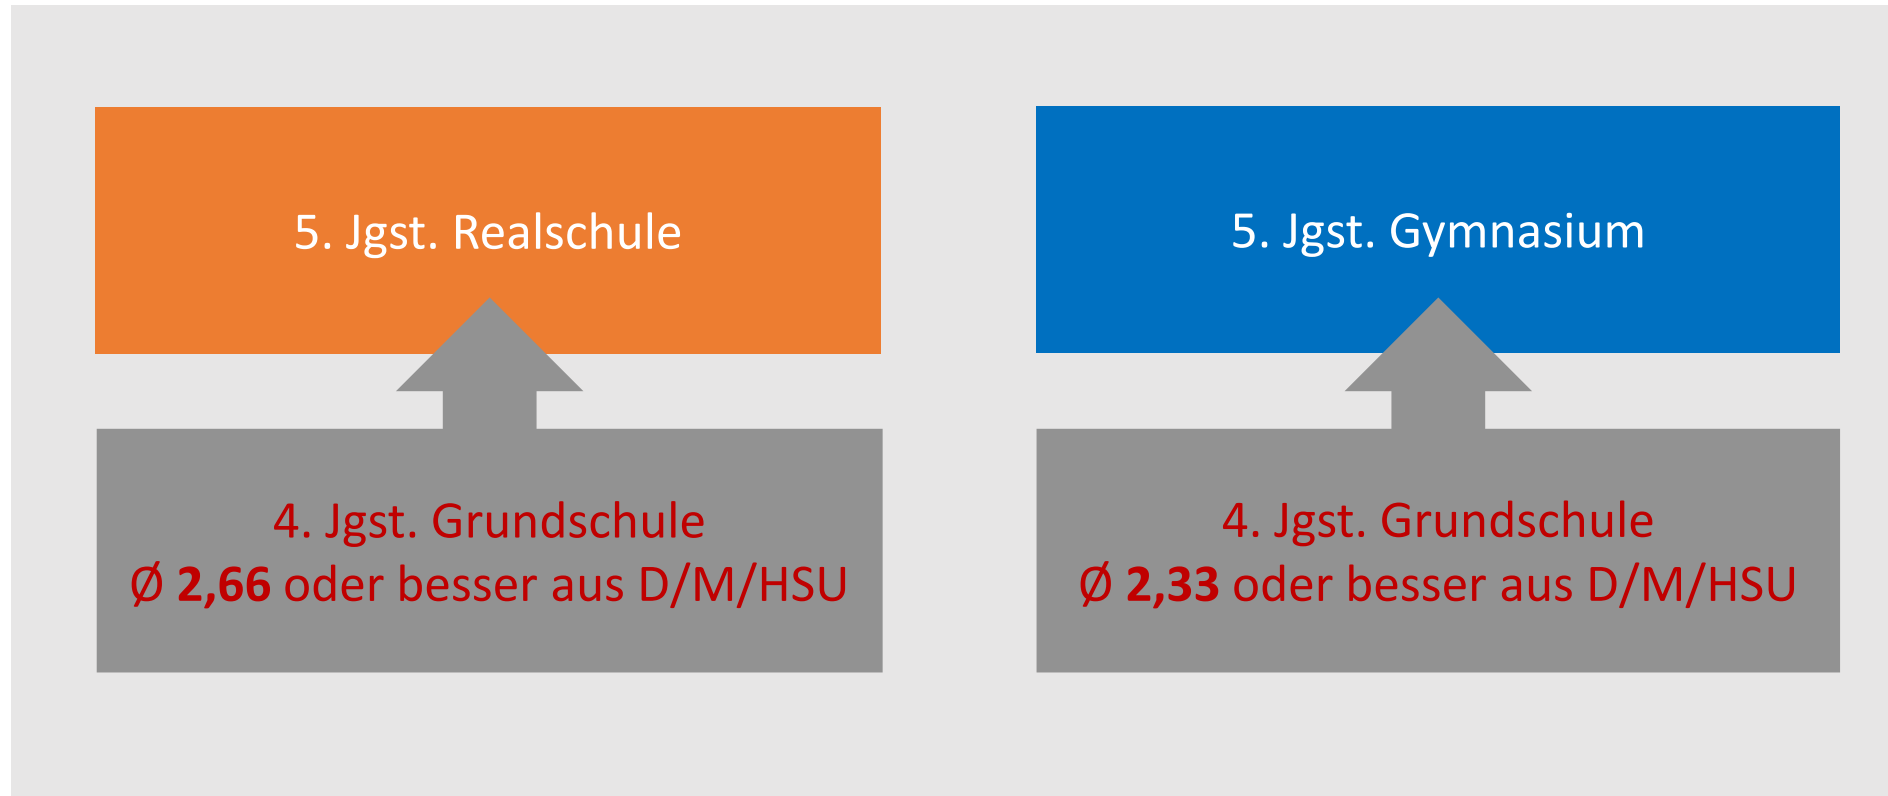 5. Jgst. Realschule
4. Jgst. Grundschule
Ø 2,66 oder besser aus D/M/HSU
5. Jgst. Gymnasium
4. Jgst. Grundschule
Ø 2,33 oder besser aus D/M/HSU